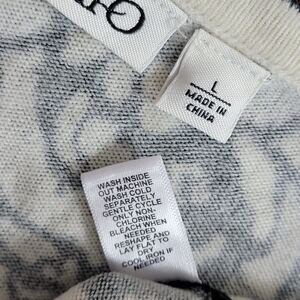 L
MADE IN
CHINA
WASH INSIDE
OUT MACHINE
WASH COLD
SEPARATELY
GENTLE CYCLE
ONLY NON-
CHLORINE
BLEACH WHEN
NEEDED
RESHAPE AND
LAY FLAT TO
DRY
COOL IRON IF
NEEDED